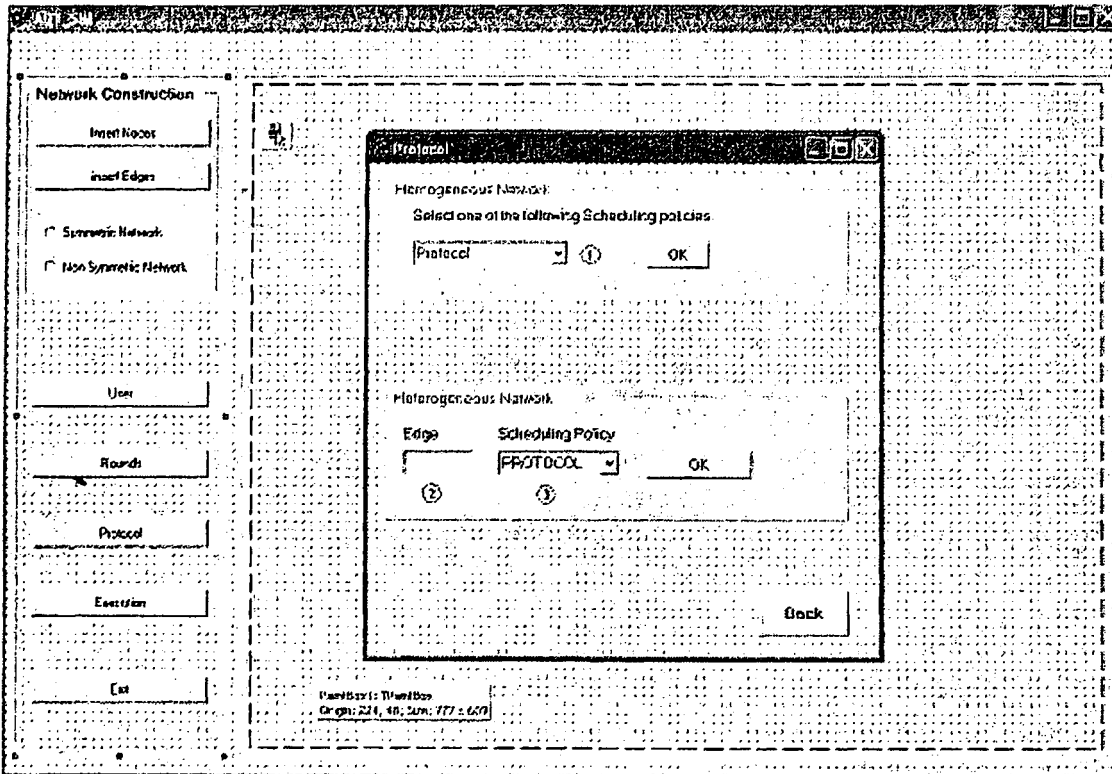 Network Construction
Insert Nodes
Insert Edges
Symmetric Network
Non Symmetric Network
User
Rounds
Protocol
Execution
Exit
Protocol
Homogeneous Network
Select one of the following Scheduling policies
Protocol
①
OK
Heterogeneous Network
Edge
Scheduling Policy
PROTOCOL
OK
②
③
Back